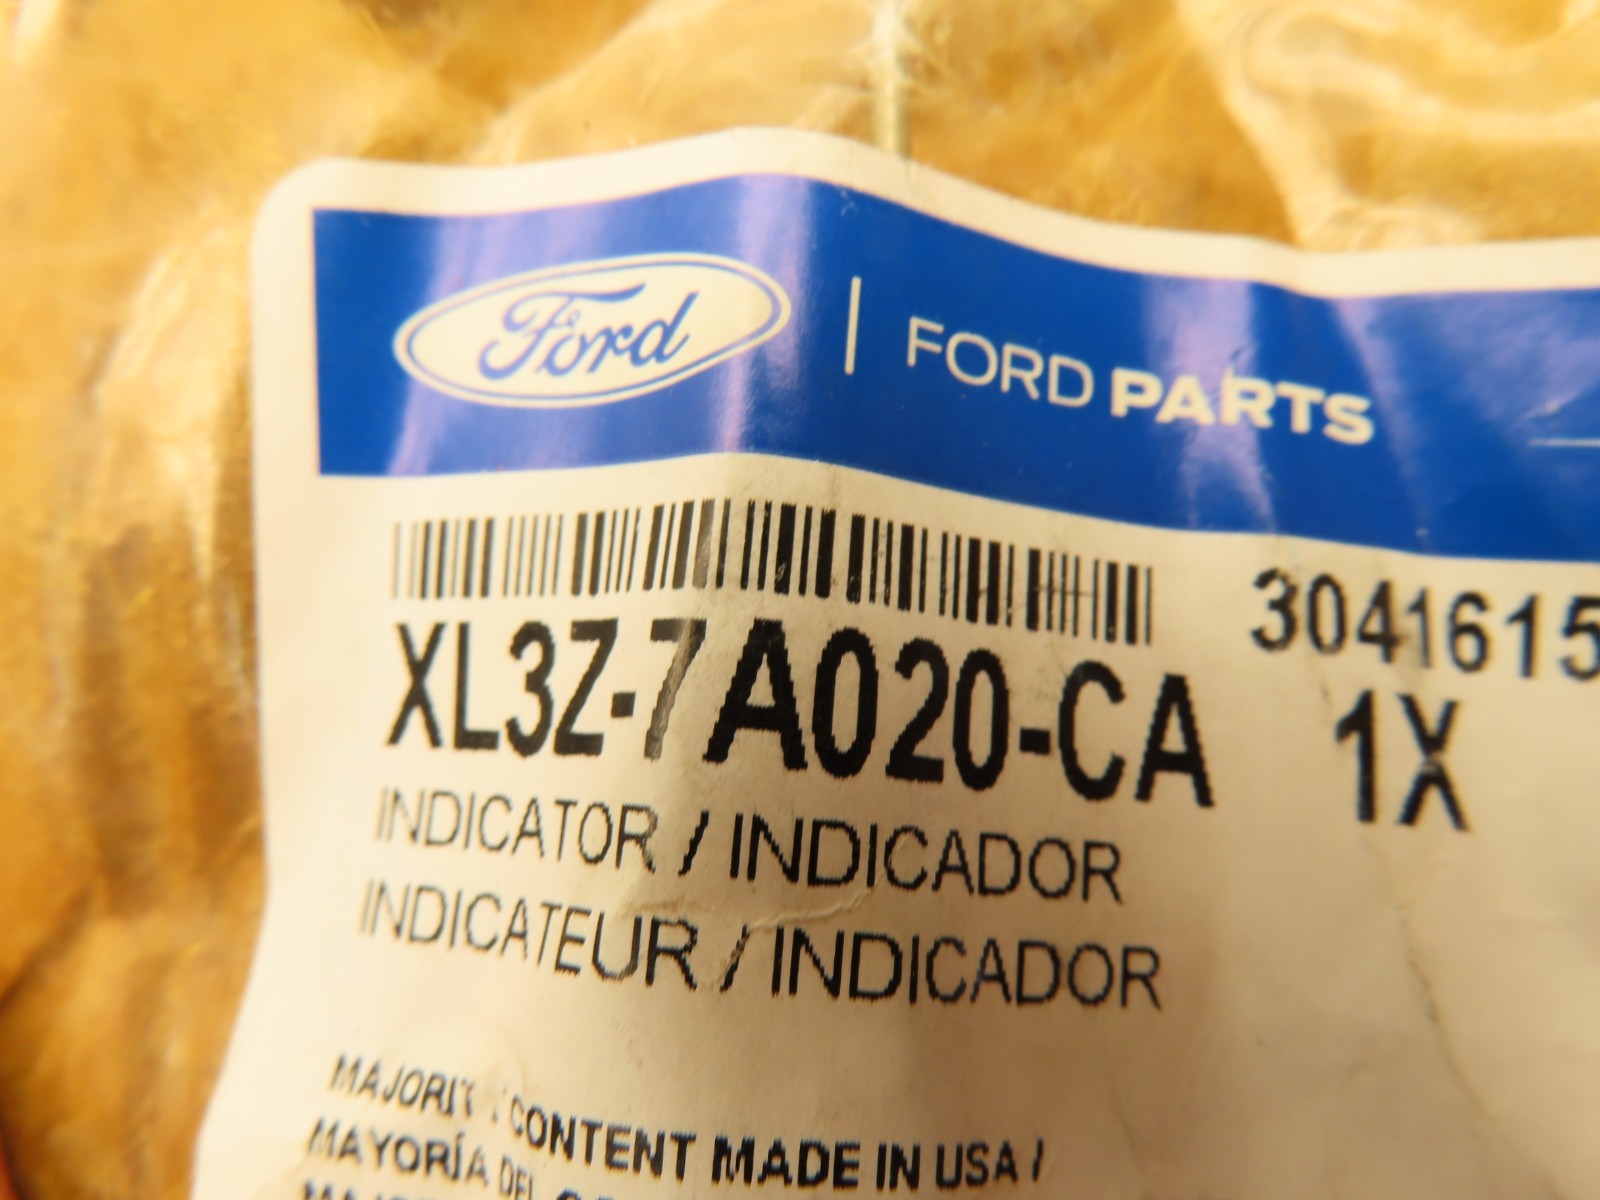 Ford | FORD PARTS
XL3Z-7A020-CA
3041615
1X
INDICATOR / INDICADOR
INDICATEUR / INDICADOR
CONTENT MADE IN USA /
MAYORÍA DEL